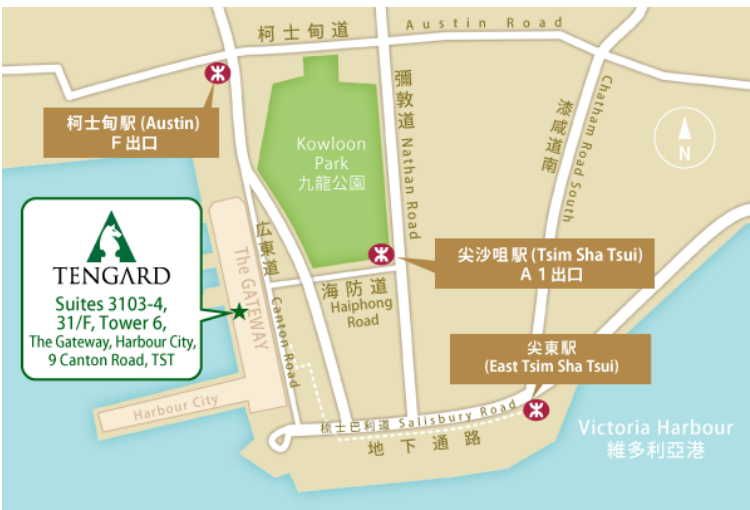 柯士甸道
Austin Road
柯士甸駅 (Austin)
F 出口
Kowloon
Park
九龍公園
彌敦道 Nathan Road
漆咸道南
Chatham Road South
N
TENGARD
Suites 3103-4,
31/F, Tower 6,
The Gateway, Harbour City,
9 Canton Road, TST
The GATEWAY
広東道
Canton Road
尖沙咀駅 (Tsim Sha Tsui)
A 1 出口
海防道
Haiphong
Road
尖東駅
(East Tsim Sha Tsui)
Harbour City
梳士巴利道 Salisbury Road
地下通路
Victoria Harbour
維多利亞港